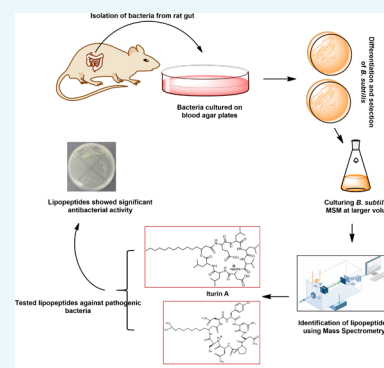 Isolation of bacteria from rat gut
Bacteria cultured on
blood agar plates
Differentiation and selection
of B. subtilis
Culturing B. subtil
MSM at larger volu
Identification of lipopeptide
using Mass Spectrometry
Iturin A
Tested lipopeptides against pathogenic
bacteria
Lipopeptides showed significant
antibacterial activity